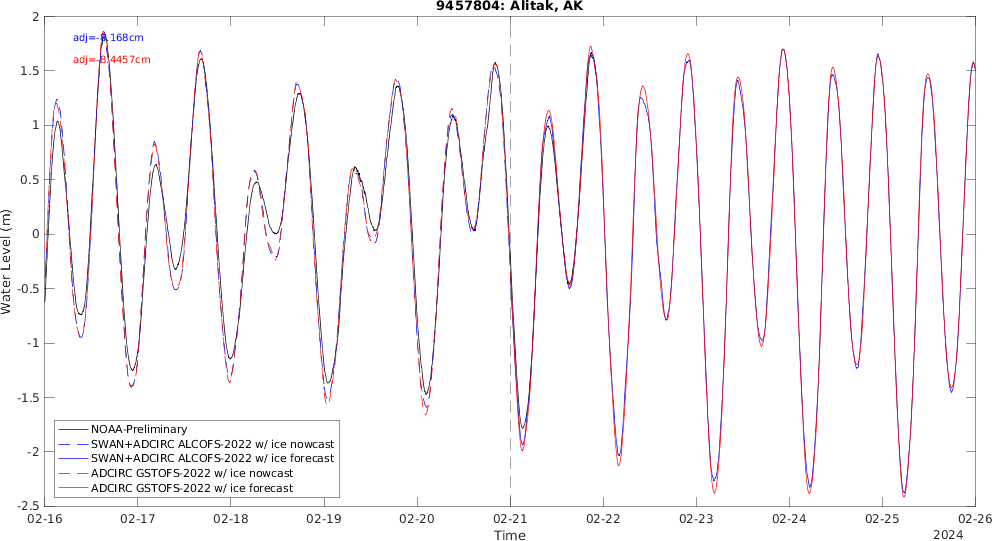 9457804: Alitak, AK
adj=-8.168cm
adj=-8.4457cm
Water Level (m)
2
1.5
1
0.5
0
-0.5
-1
-1.5
-2
-2.5
NOAA-Preliminary
SWAN+ADCIRC ALCOFS-2022 w/ ice nowcast
SWAN+ADCIRC ALCOFS-2022 w/ ice forecast
ADCIRC GSTOFS-2022 w/ ice nowcast
ADCIRC GSTOFS-2022 w/ ice forecast
02-16 02-17 02-18 02-19 02-20 02-21 02-22 02-23 02-24 02-25 02-26
Time
2024